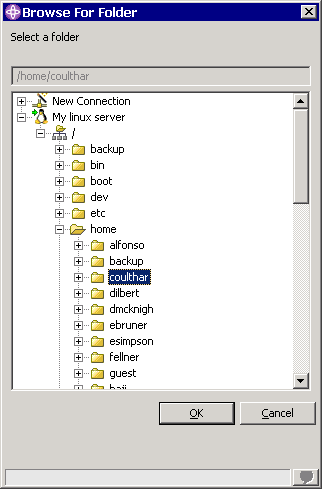 Browse For Folder
Select a folder
/home/coulthar
New Connection
My linux server
/
backup
bin
boot
dev
etc
home
alfonso
backup
coulthar
dilbert
dmcknigh
ebruner
esimpson
fellner
guest
OK
Cancel